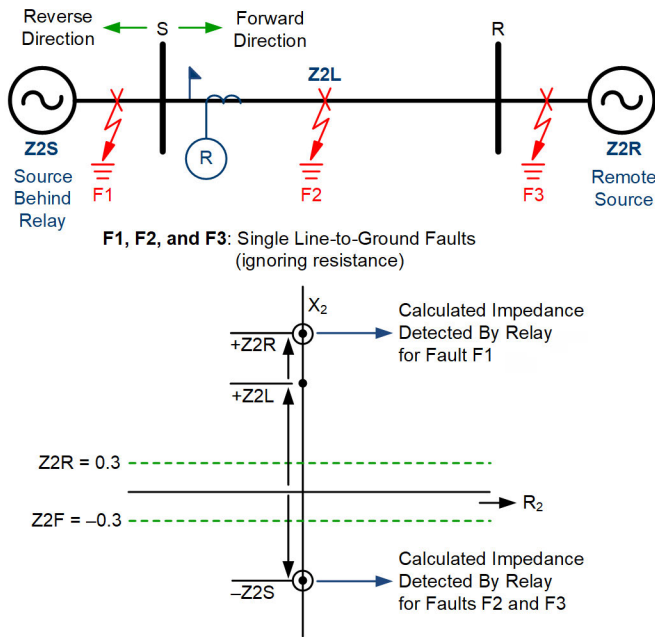 Reverse
Direction
S
Forward
Direction
R
Z2L
R
Z2S
Source
Behind
Relay
F1
F2
F3
Z2R
Remote
Source
F1, F2, and F3: Single Line-to-Ground Faults
(ignoring resistance)
X₂
+Z2R
Calculated Impedance
Detected By Relay
for Fault F1
+Z2L
Z2R = 0.3
R₂
Z2F = –0.3
–Z2S
Calculated Impedance
Detected By Relay
for Faults F2 and F3